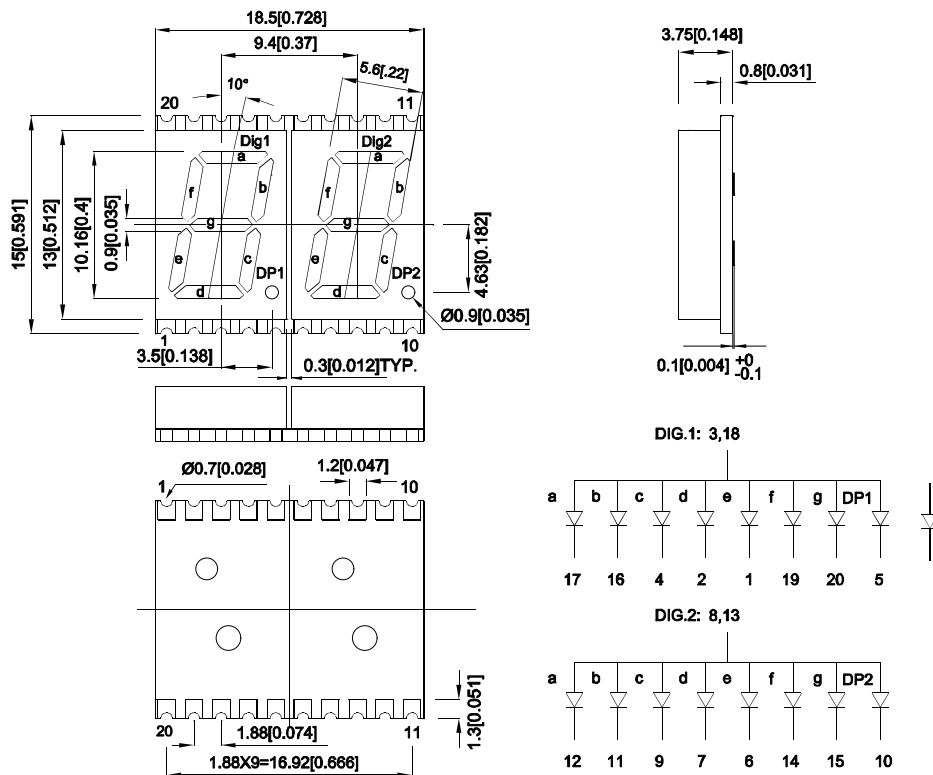 18.5[0.728]
9.4[0.37]
5.6[.22]
10°
20
11
Dig1
Dig2
a
a
f
b
f
b
g
g
e
c
e
c
DP1
DP2
d
d
15[0.591]
13[0.512]
10.16[0.4]
0.9[0.035]
4.63[0.182]
Ø0.9[0.035]
1
10
3.5[0.138]
0.3[0.012]TYP.
3.75[0.148]
0.8[0.031]
0.1[0.004] +0
-0.1
Ø0.7[0.028]
1.2[0.047]
1
10
1.3[0.051]
20
11
1.88[0.074]
1.88X9=16.92[0.666]
DIG.1: 3,18
a b c d e f g DP1
17 16 4 2 1 19 20 5
DIG.2: 8,13
a b c d e f g DP2
12 11 9 7 6 14 15 10